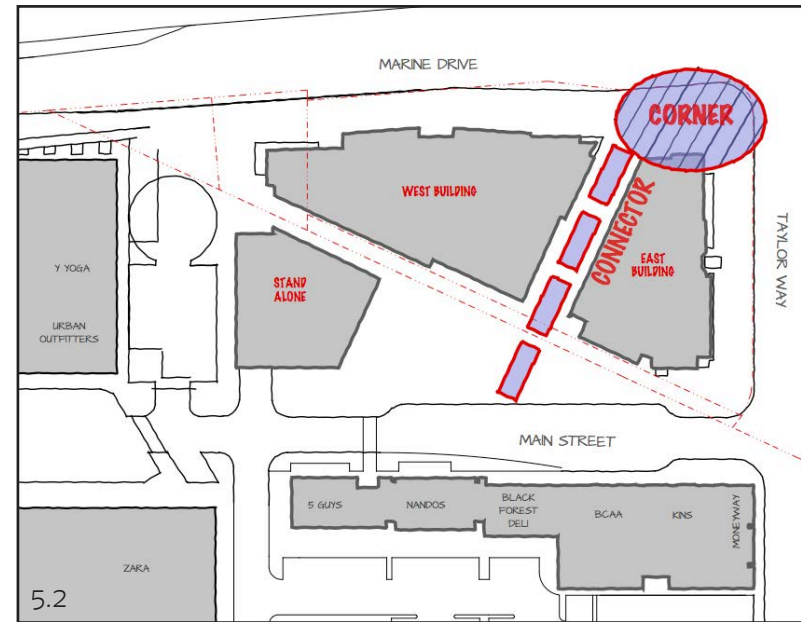 MARINE DRIVE
CORNER
WEST BUILDING
CONNECTOR
TAYLOR WAY
EAST
BUILDING
STAND
ALONE
Y YOGA
URBAN
OUTFITTERS
MAIN STREET
5 GUYS
NANDOS
BLACK
FOREST
DELI
BCAA
KINS
MONEYWAY
ZARA
5.2